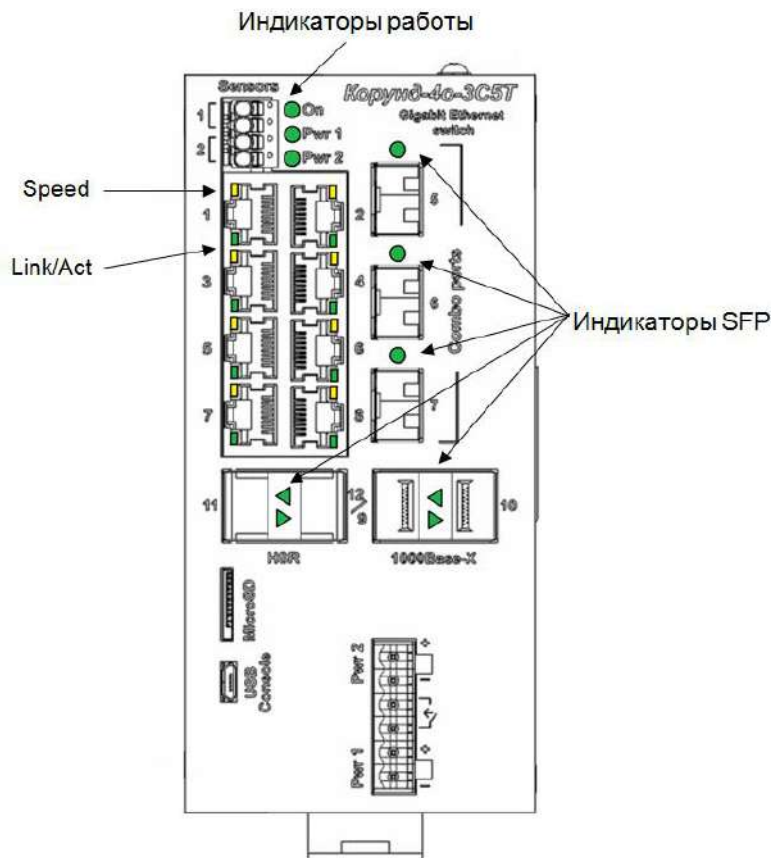 Индикаторы работы
Sensors
Корунд-4с-3С5Т
Gigabit Ethernet
switch
1
2
On
Pwr 1
Pwr 2
Speed
Link/Act
1
2
3
4
5
6
7
8
5
6
7
Combo ports
Индикаторы SFP
11
12
9
10
HSR
1000Base-X
MicroSD
USB
Console
Pwr 2
Pwr 1
+
–
+
–